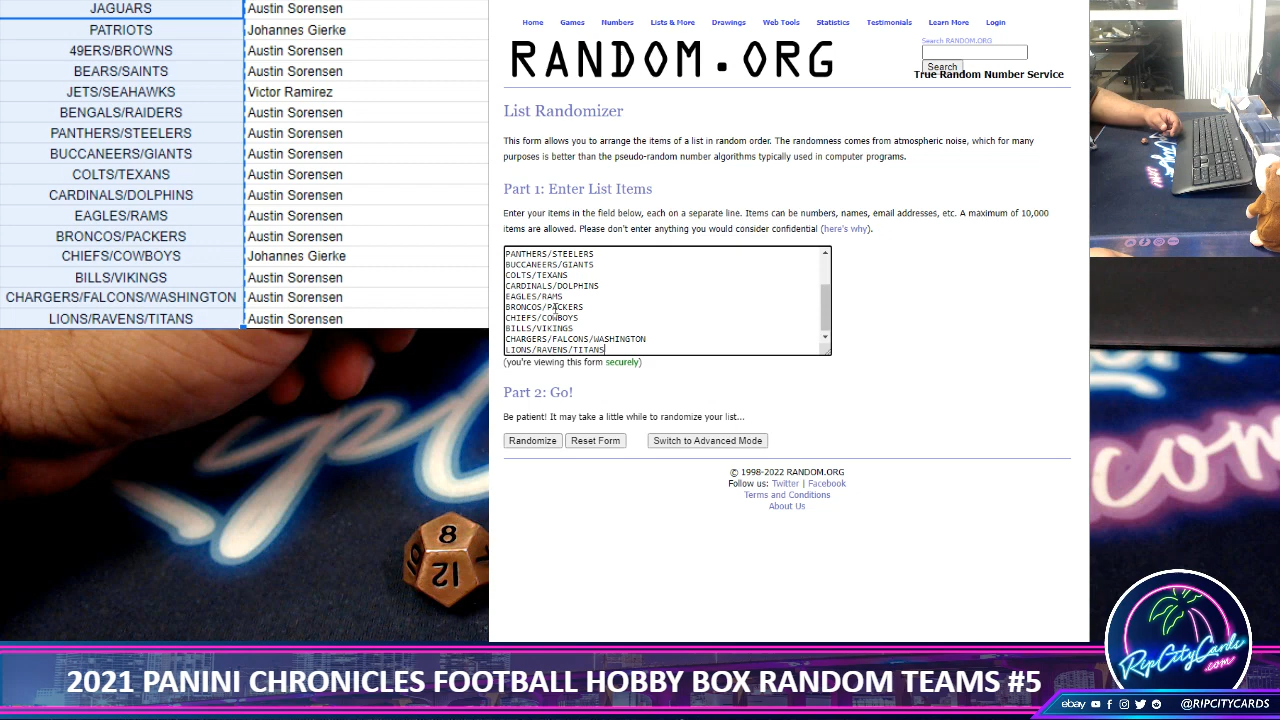 JAGUARS Austin Sorensen
PATRIOTS Johannes Gierke
49ERS/BROWNS Austin Sorensen
BEARS/SAINTS Austin Sorensen
JETS/SEAHAWKS Victor Ramirez
BENGALS/RAIDERS Austin Sorensen
PANTHERS/STEELERS Austin Sorensen
BUCCANEERS/GIANTS Austin Sorensen
COLTS/TEXANS Austin Sorensen
CARDINALS/DOLPHINS Austin Sorensen
EAGLES/RAMS Austin Sorensen
BRONCOS/PACKERS Austin Sorensen
CHIEFS/COWBOYS Johannes Gierke
BILLS/VIKINGS Austin Sorensen
CHARGERS/FALCONS/WASHINGTON Austin Sorensen
LIONS/RAVENS/TITANS Austin Sorensen
Home Games Numbers Lists & More Drawings Web Tools Statistics Testimonials Learn More Login
RANDOM.ORG
Search RANDOM.ORG
Search
True Random Number Service
List Randomizer
This form allows you to arrange the items of a list in random order. The randomness comes from atmospheric noise, which for many
purposes is better than the pseudo-random number algorithms typically used in computer programs.
Part 1: Enter List Items
Enter your items in the field below, each on a separate line. Items can be numbers, names, email addresses, etc. A maximum of 10,000
items are allowed. Please don't enter anything you would consider confidential (here's why).
PANTHERS/STEELERS
BUCCANEERS/GIANTS
COLTS/TEXANS
CARDINALS/DOLPHINS
EAGLES/RAMS
BRONCOS/PACKERS
CHIEFS/COWBOYS
BILLS/VIKINGS
CHARGERS/FALCONS/WASHINGTON
LIONS/RAVENS/TITANS
(you're viewing this form securely)
Part 2: Go!
Be patient! It may take a little while to randomize your list...
Randomize Reset Form Switch to Advanced Mode
© 1998-2022 RANDOM.ORG
Follow us: Twitter | Facebook
Terms and Conditions
About Us
8
12
com
RipCityCards
.com
2021 PANINI CHRONICLES FOOTBALL HOBBY BOX RANDOM TEAMS #5
ebay @RIPCITYCARDS